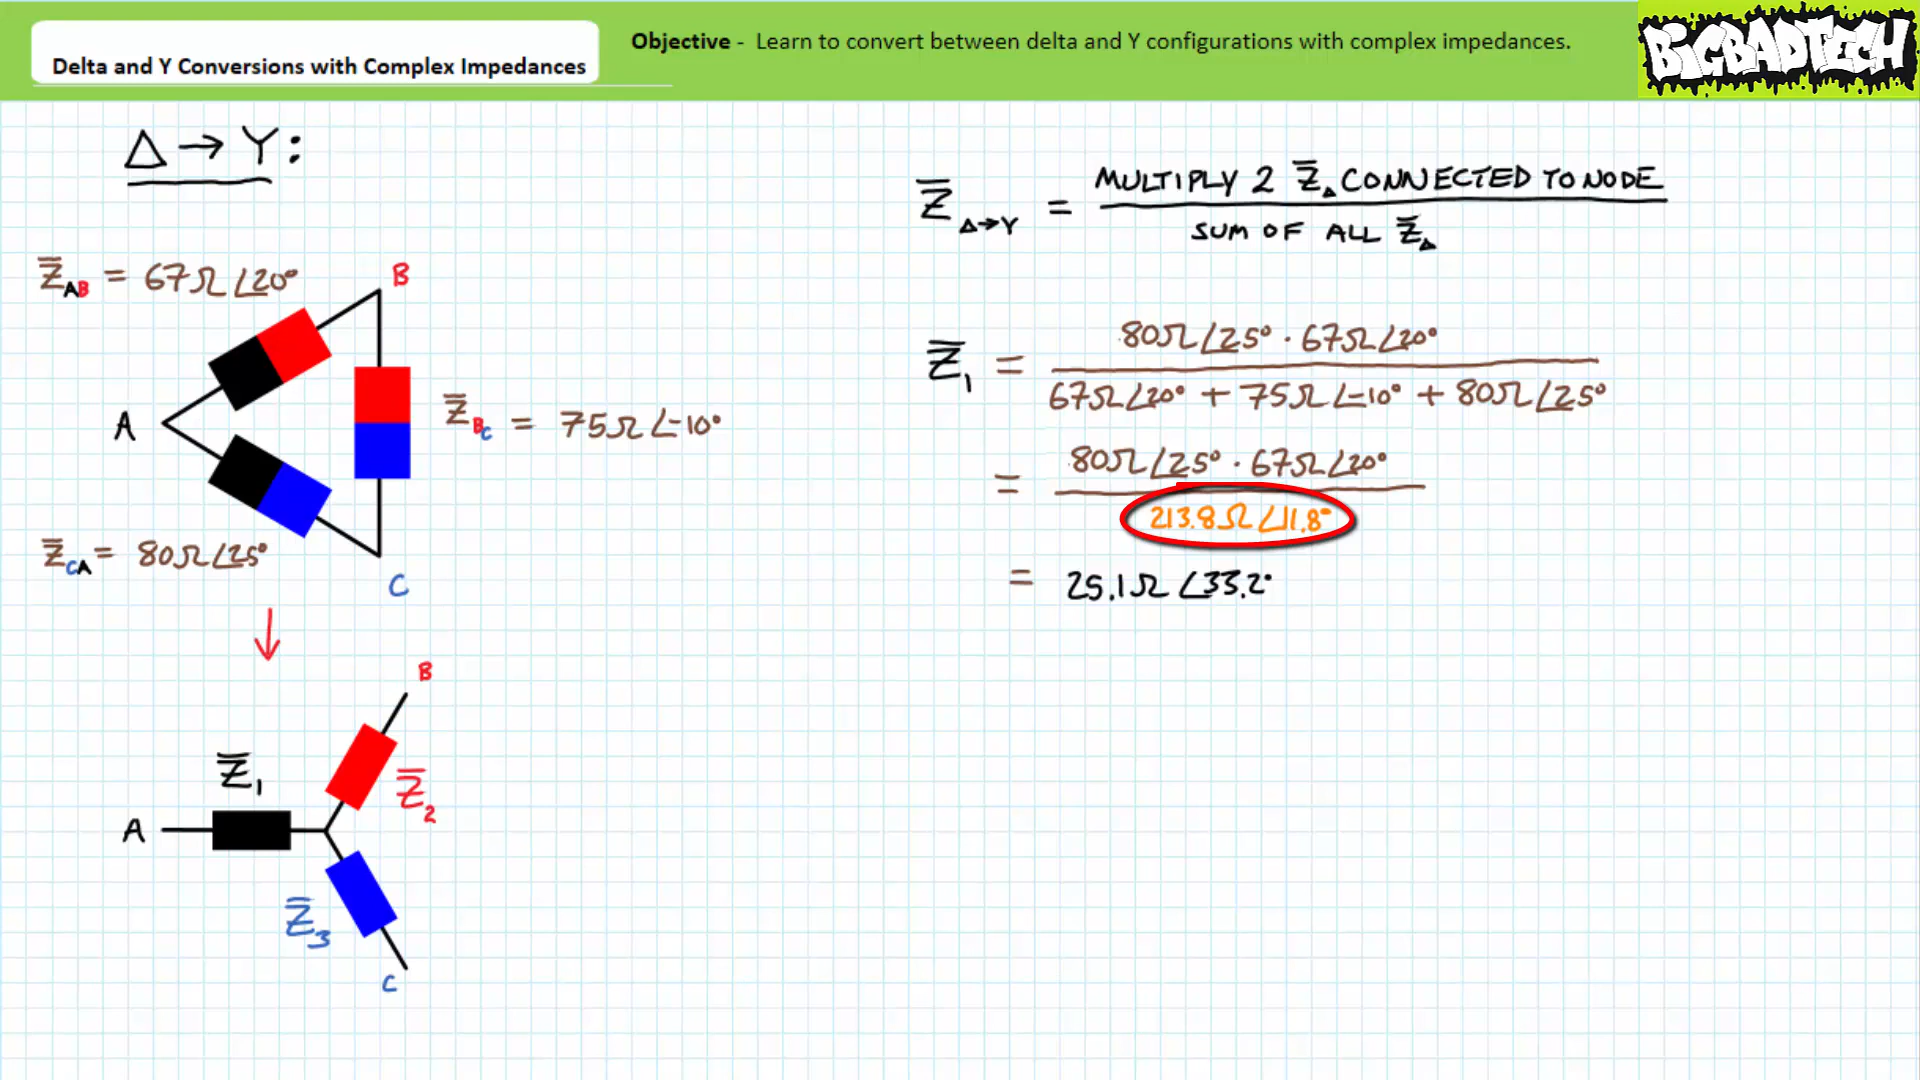 Delta and Y Conversions with Complex Impedances
Objective - Learn to convert between delta and Y configurations with complex impedances.
BIGBADTECH
Δ → Y:
Z̅Δ→Y = MULTIPLY 2 Z̅Δ CONNECTED TO NODE
SUM OF ALL Z̅Δ
Z̅AB = 67Ω∠20°
B
A
Z̅BC = 75Ω∠-10°
Z̅CA = 80Ω∠25°
C
Z̅1 = 80Ω∠25° · 67Ω∠20°
67Ω∠20° + 75Ω∠-10° + 80Ω∠25°
= 80Ω∠25° · 67Ω∠20°
213.8Ω∠11.8°
= 25.1Ω∠33.2°
B
Z̅1
Z̅2
A
Z̅3
C